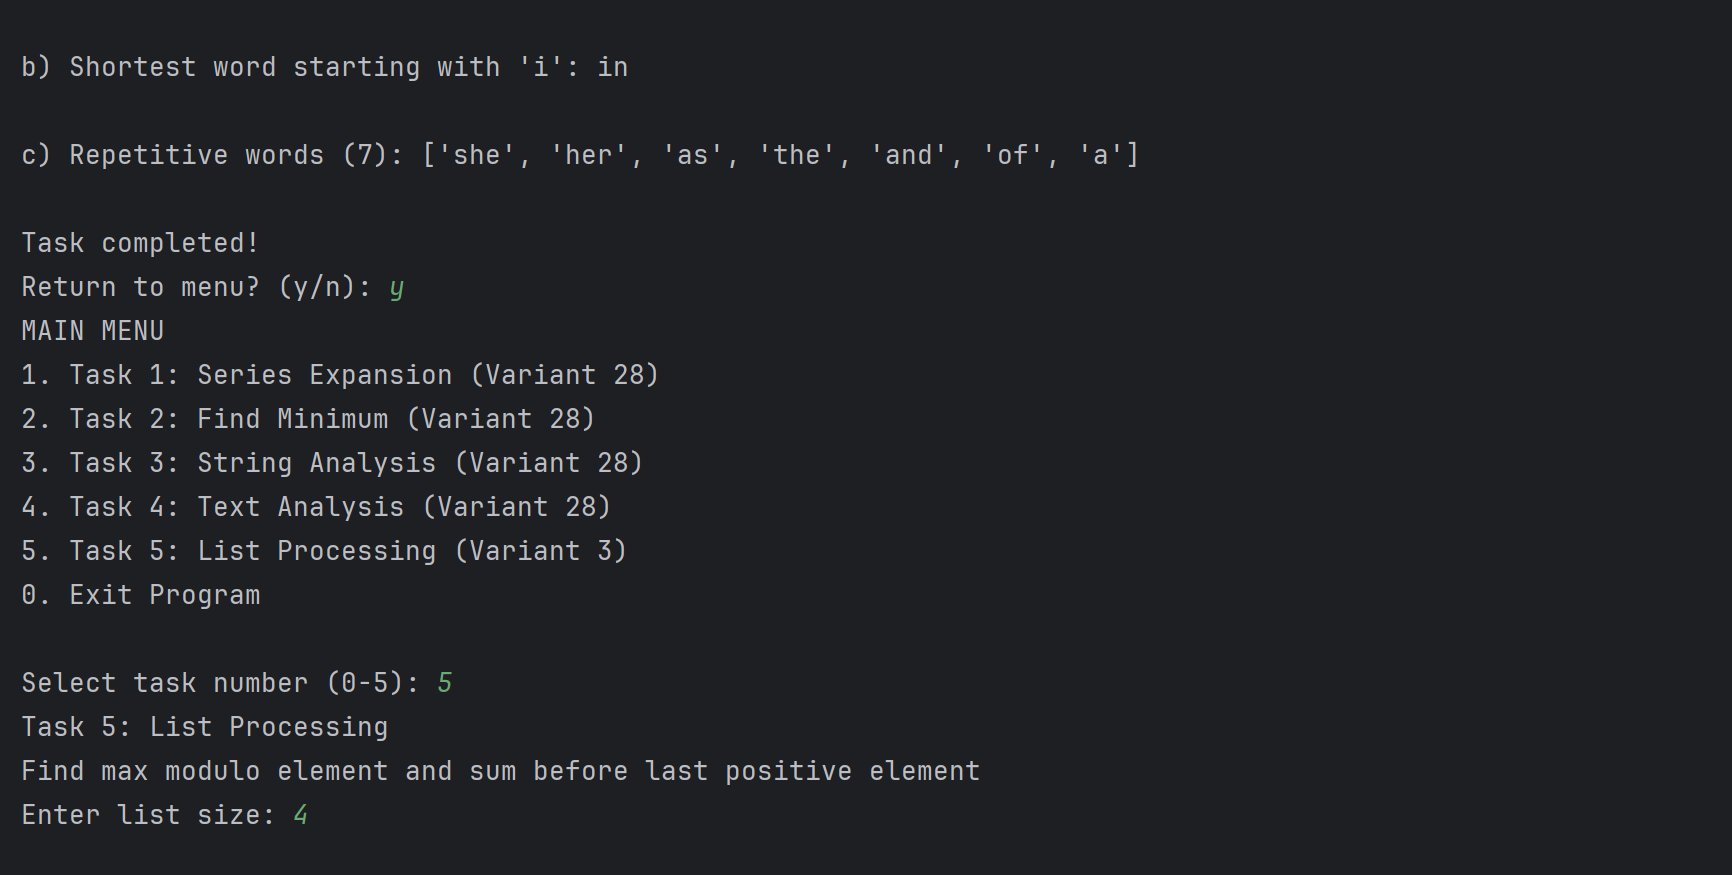 b) Shortest word starting with 'i': in
c) Repetitive words (7): ['she', 'her', 'as', 'the', 'and', 'of', 'a']
Task completed!
Return to menu? (y/n): y
MAIN MENU
1. Task 1: Series Expansion (Variant 28)
2. Task 2: Find Minimum (Variant 28)
3. Task 3: String Analysis (Variant 28)
4. Task 4: Text Analysis (Variant 28)
5. Task 5: List Processing (Variant 3)
0. Exit Program
Select task number (0-5): 5
Task 5: List Processing
Find max modulo element and sum before last positive element
Enter list size: 4